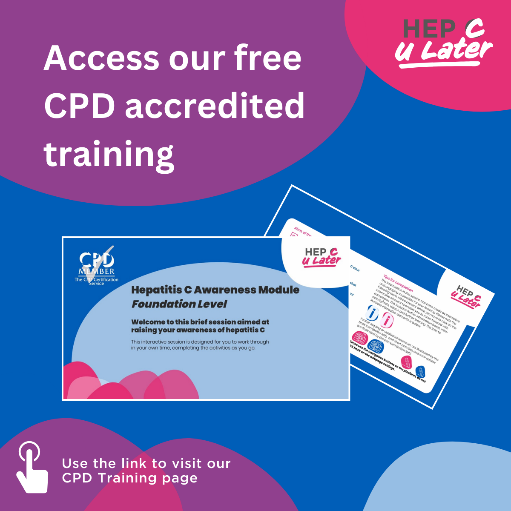 HEP C
U Later
Access our free
CPD accredited
training
CPD
MEMBER
The CPD Certification
Service
HEP C
U Later
Hepatitis C Awareness Module
Foundation Level
Welcome to this brief session aimed at
raising your awareness of hepatitis C
This interactive session is designed for you to work through
in your own time, completing the activities as you go
HEP C
U Later
Use the link to visit our
CPD Training page